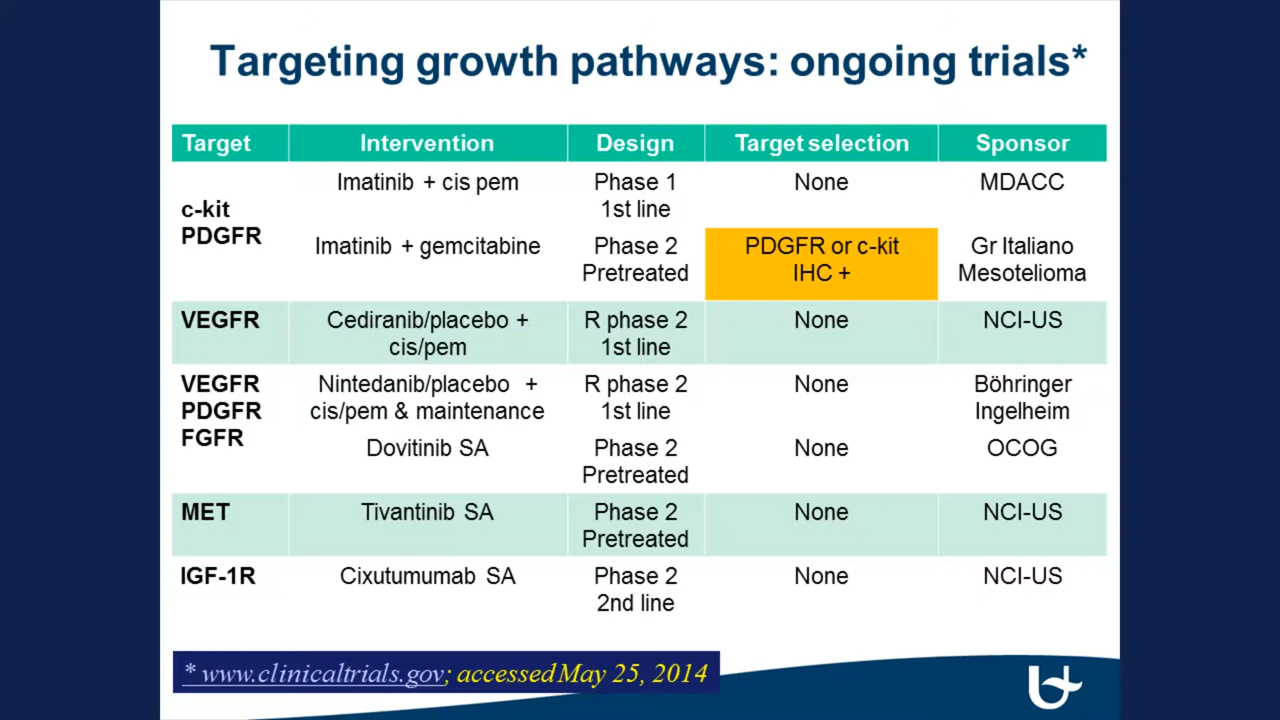 Targeting growth pathways: ongoing trials*
Target Intervention Design Target selection Sponsor
c-kit
PDGFR
Imatinib + cis pem
Phase 1
1st line
None
MDACC
Imatinib + gemcitabine
Phase 2
Pretreated
PDGFR or c-kit
IHC +
Gr Italiano
Mesotelioma
VEGFR
Cediranib/placebo +
cis/pem
R phase 2
1st line
None
NCI-US
VEGFR
PDGFR
FGFR
Nintedanib/placebo +
cis/pem & maintenance
R phase 2
1st line
None
Böhringer
Ingelheim
Dovitinib SA
Phase 2
Pretreated
None
OCOG
MET
Tivantinib SA
Phase 2
Pretreated
None
NCI-US
IGF-1R
Cixutumumab SA
Phase 2
2nd line
None
NCI-US
* www.clinicaltrials.gov; accessed May 25, 2014